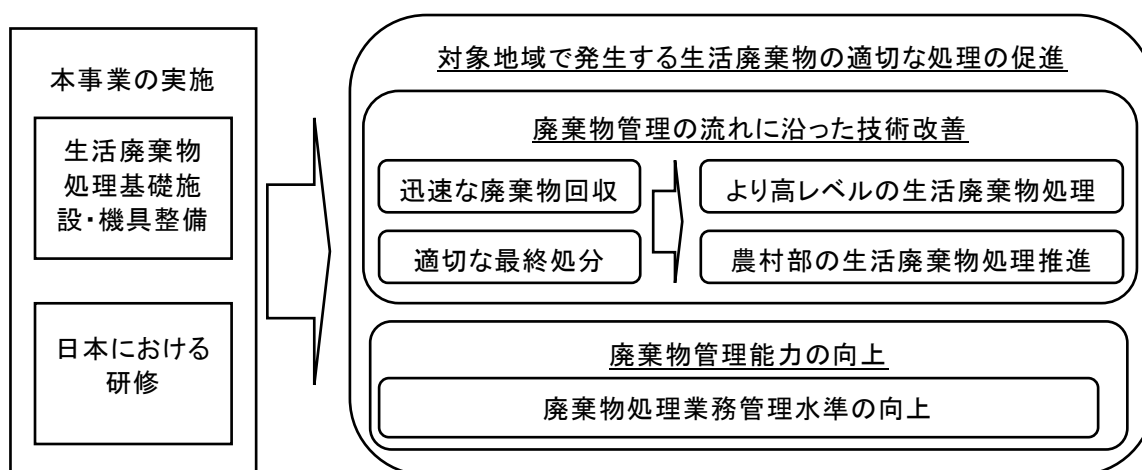 本事業の実施
生活廃棄物
処理基礎施
設・機具整備
日本における
研修
対象地域で発生する生活廃棄物の適切な処理の促進
廃棄物管理の流れに沿った技術改善
迅速な廃棄物回収
より高レベルの生活廃棄物処理
適切な最終処分
農村部の生活廃棄物処理推進
廃棄物管理能力の向上
廃棄物処理業務管理水準の向上